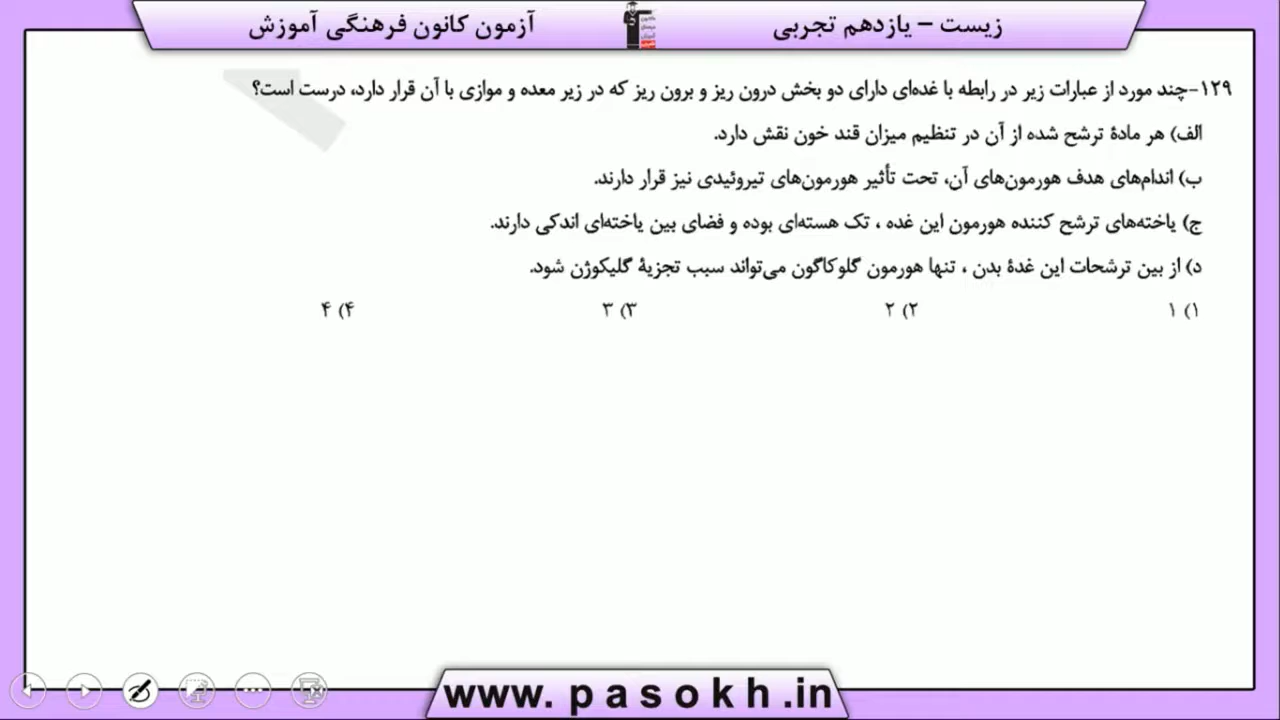 زیست – یازدهم تجربی
آزمون کانون فرهنگی آموزش
۱۲۹-چند مورد از عبارات زیر در رابطه با غده‌ای دارای دو بخش درون ریز و برون ریز که در زیر معده و موازی با آن قرار دارد، درست است؟
الف) هر مادهٔ ترشح شده از آن در تنظیم میزان قند خون نقش دارد.
ب) اندام‌های هدف هورمون‌های آن، تحت تأثیر هورمون‌های تیروئیدی نیز قرار دارند.
ج) یاخته‌های ترشح کننده هورمون این غده ، تک هسته‌ای بوده و فضای بین یاخته‌ای اندکی دارند.
د) از بین ترشحات این غدهٔ بدن ، تنها هورمون گلوکاگون می‌تواند سبب تجزیهٔ گلیکوژن شود.
۱) ۱ ۲) ۲ ۳) ۳ ۴) ۴
www. p a s o k h .in